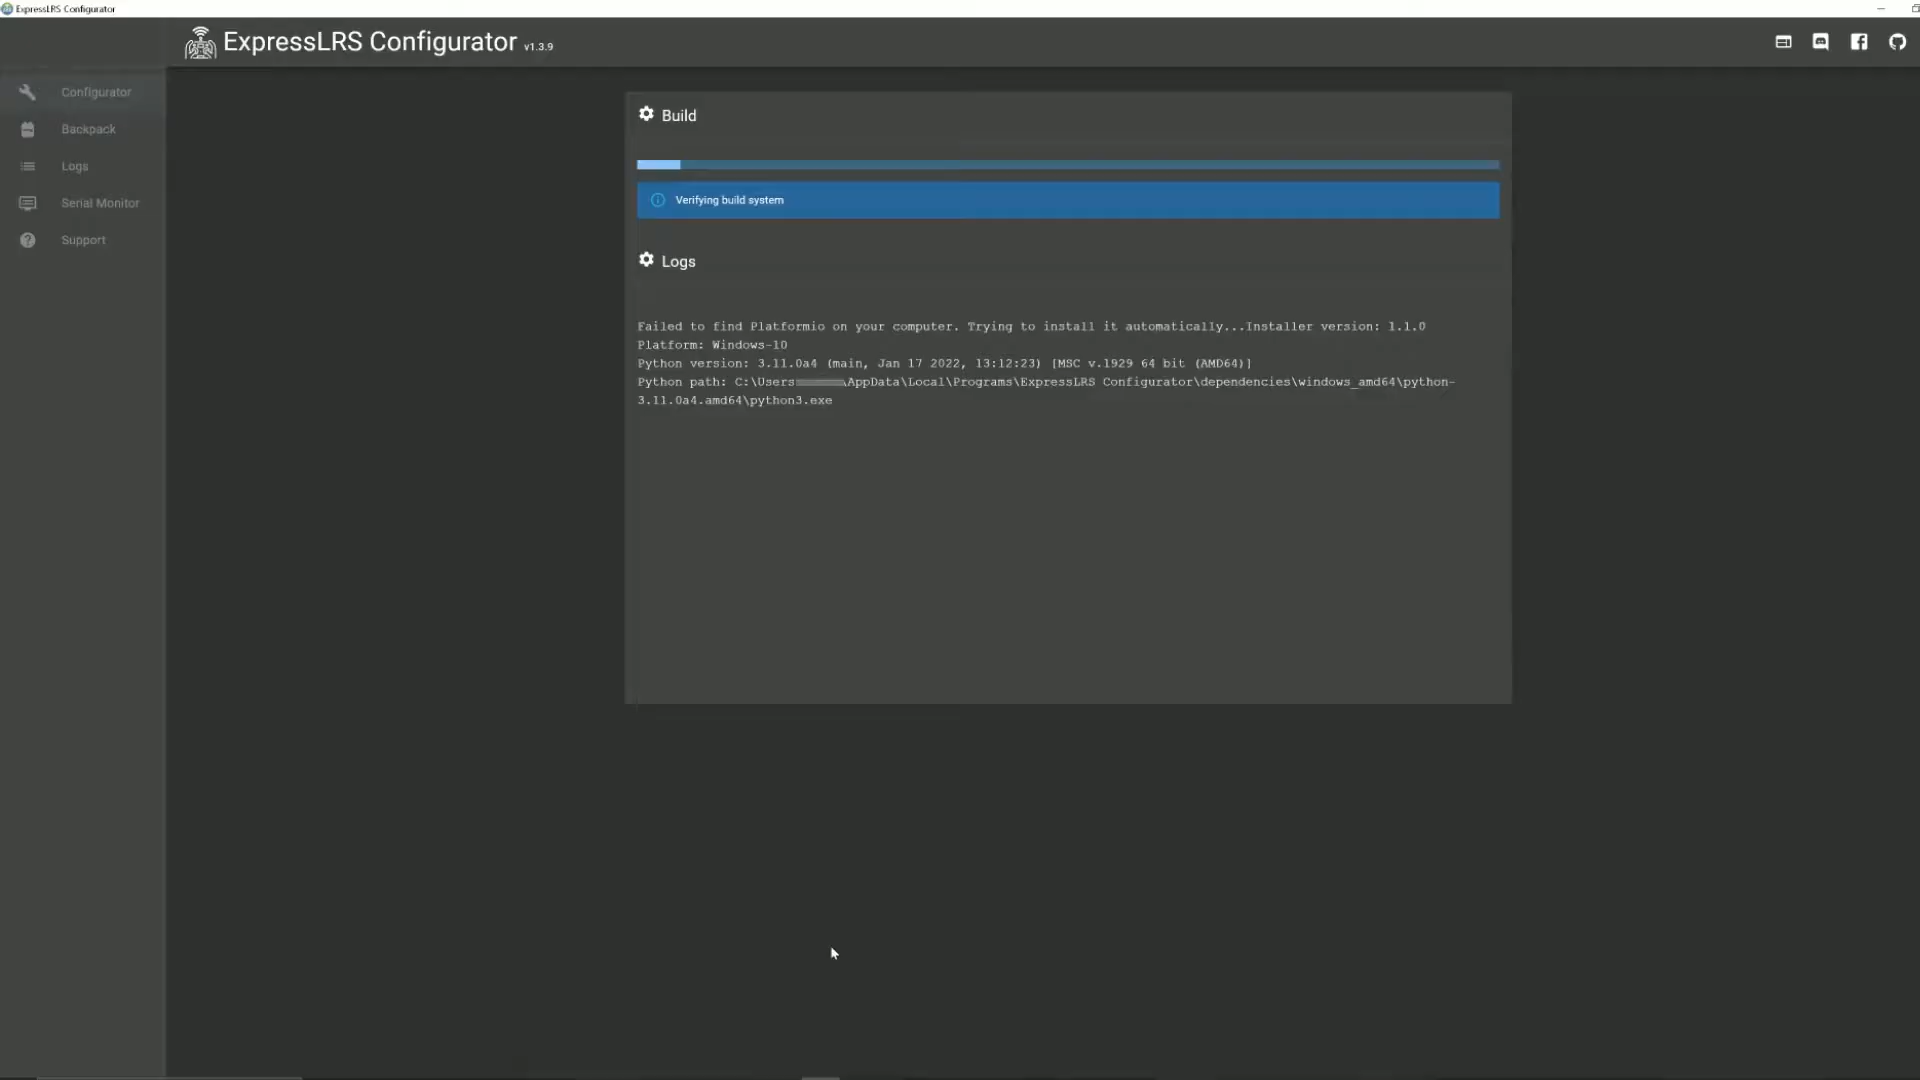 ExpressLRS Configurator
ExpressLRS Configurator v1.3.9
Configurator
Backpack
Logs
Serial Monitor
Support
Build
Verifying build system
Logs
Failed to find Platformio on your computer. Trying to install it automatically...Installer version: 1.1.0
Platform: Windows-10
Python version: 3.11.0a4 (main, Jan 17 2022, 13:12:23) [MSC v.1929 64 bit (AMD64)]
Python path: C:\Users\AppData\Local\Programs\ExpressLRS Configurator\dependencies\windows_amd64\python-
3.11.0a4.amd64\python3.exe